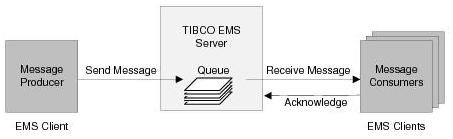 TIBCO EMS
Server
Message
Producer
Send Message
Queue
Receive Message
Message
Consumers
Acknowledge
EMS Client
EMS Clients